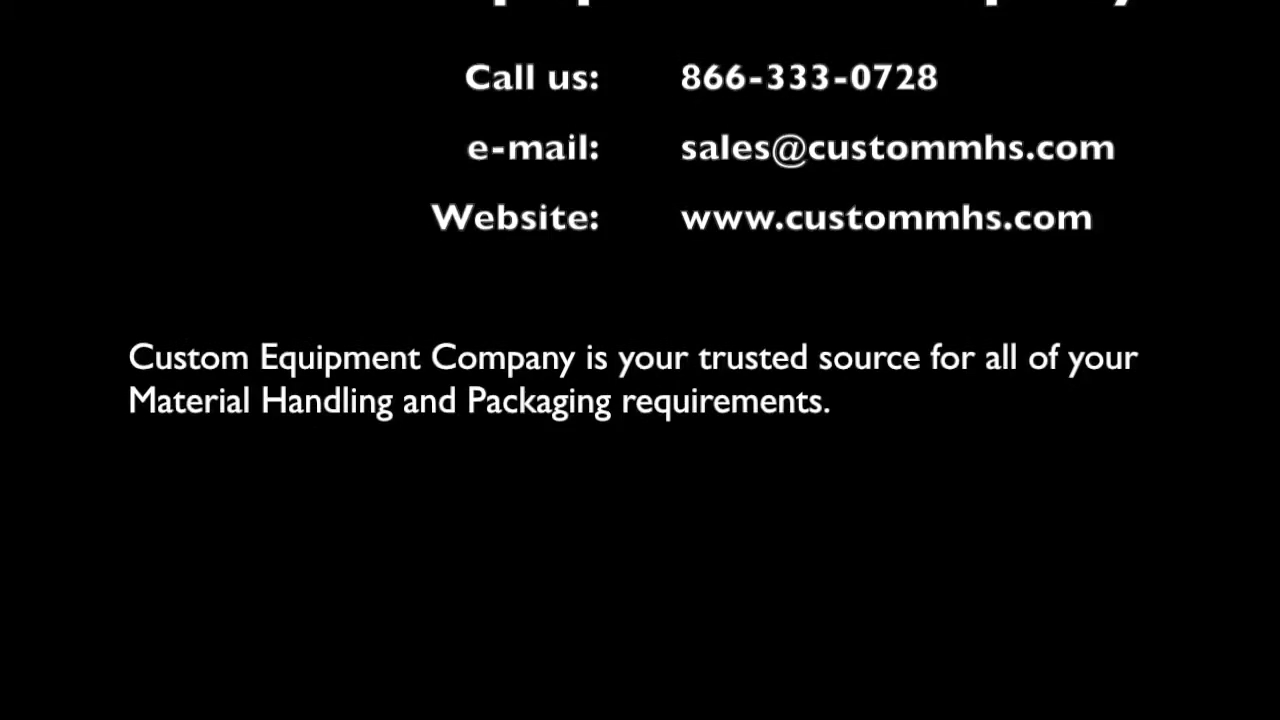 Call us: 866-333-0728
e-mail: sales@custommhs.com
Website: www.custommhs.com
Custom Equipment Company is your trusted source for all of your
Material Handling and Packaging requirements.